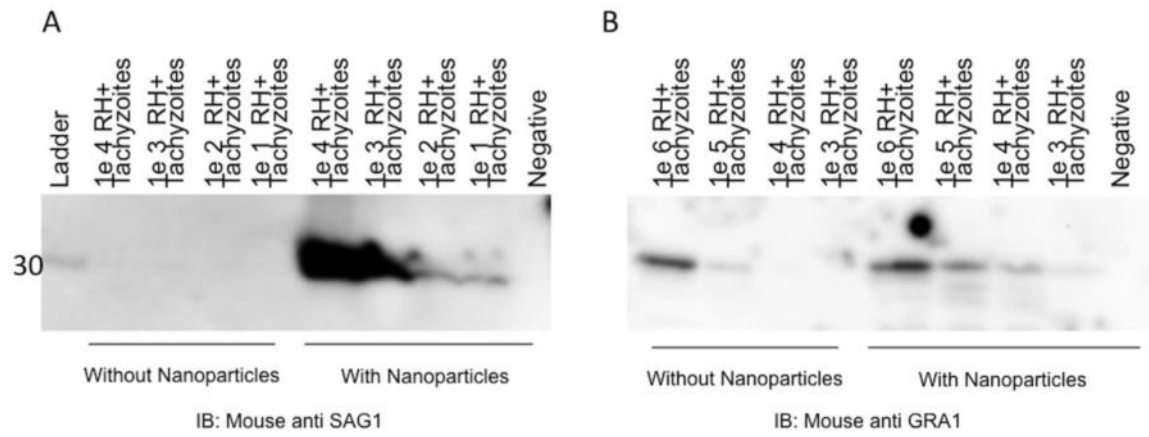 A
B
Ladder
1e 4 RH+
Tachyzoites
1e 3 RH+
Tachyzoites
1e 2 RH+
Tachyzoites
1e 1 RH+
Tachyzoites
1e 4 RH+
Tachyzoites
1e 3 RH+
Tachyzoites
1e 2 RH+
Tachyzoites
1e 1 RH+
Tachyzoites
Negative
1e 6 RH+
Tachyzoites
1e 5 RH+
Tachyzoites
1e 4 RH+
Tachyzoites
1e 3 RH+
Tachyzoites
1e 6 RH+
Tachyzoites
1e 5 RH+
Tachyzoites
1e 4 RH+
Tachyzoites
1e 3 RH+
Tachyzoites
Negative
30
Without Nanoparticles
With Nanoparticles
Without Nanoparticles
With Nanoparticles
IB: Mouse anti SAG1
IB: Mouse anti GRA1